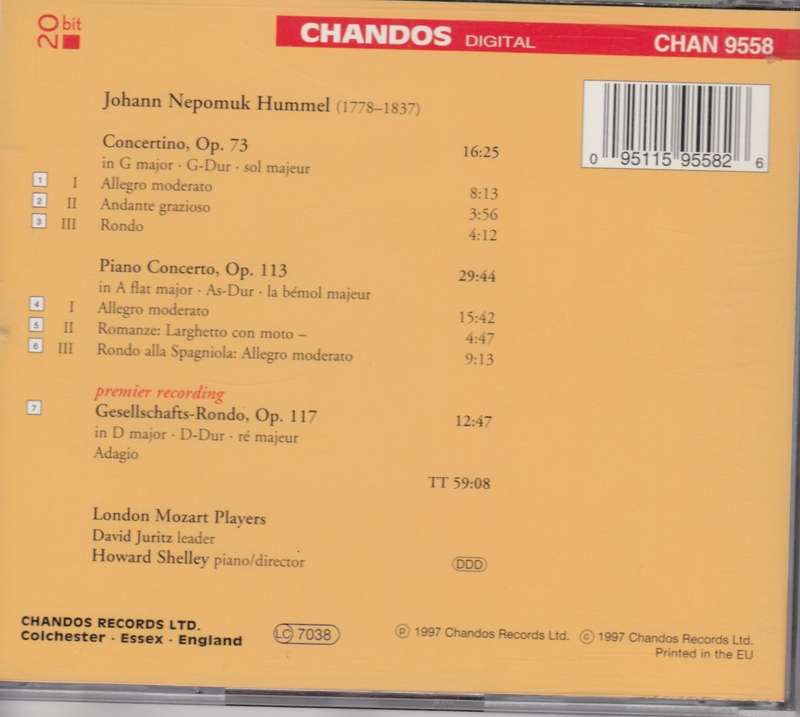 20 bit
CHANDOS DIGITAL CHAN 9558
Johann Nepomuk Hummel (1778–1837)
0 95115 95582 6
Concertino, Op. 73 16:25
in G major · G-Dur · sol majeur
1 I Allegro moderato 8:13
2 II Andante grazioso 3:56
3 III Rondo 4:12
Piano Concerto, Op. 113 29:44
in A flat major · As-Dur · la bémol majeur
4 I Allegro moderato 15:42
5 II Romanze: Larghetto con moto – 4:47
6 III Rondo alla Spagniola: Allegro moderato 9:13
premier recording
7 Gesellschafts-Rondo, Op. 117 12:47
in D major · D-Dur · ré majeur
Adagio
TT 59:08
London Mozart Players
David Juritz leader
Howard Shelley piano/director
DDD
CHANDOS RECORDS LTD.
Colchester · Essex · England
LC 7038
℗ 1997 Chandos Records Ltd. © 1997 Chandos Records Ltd.
Printed in the EU